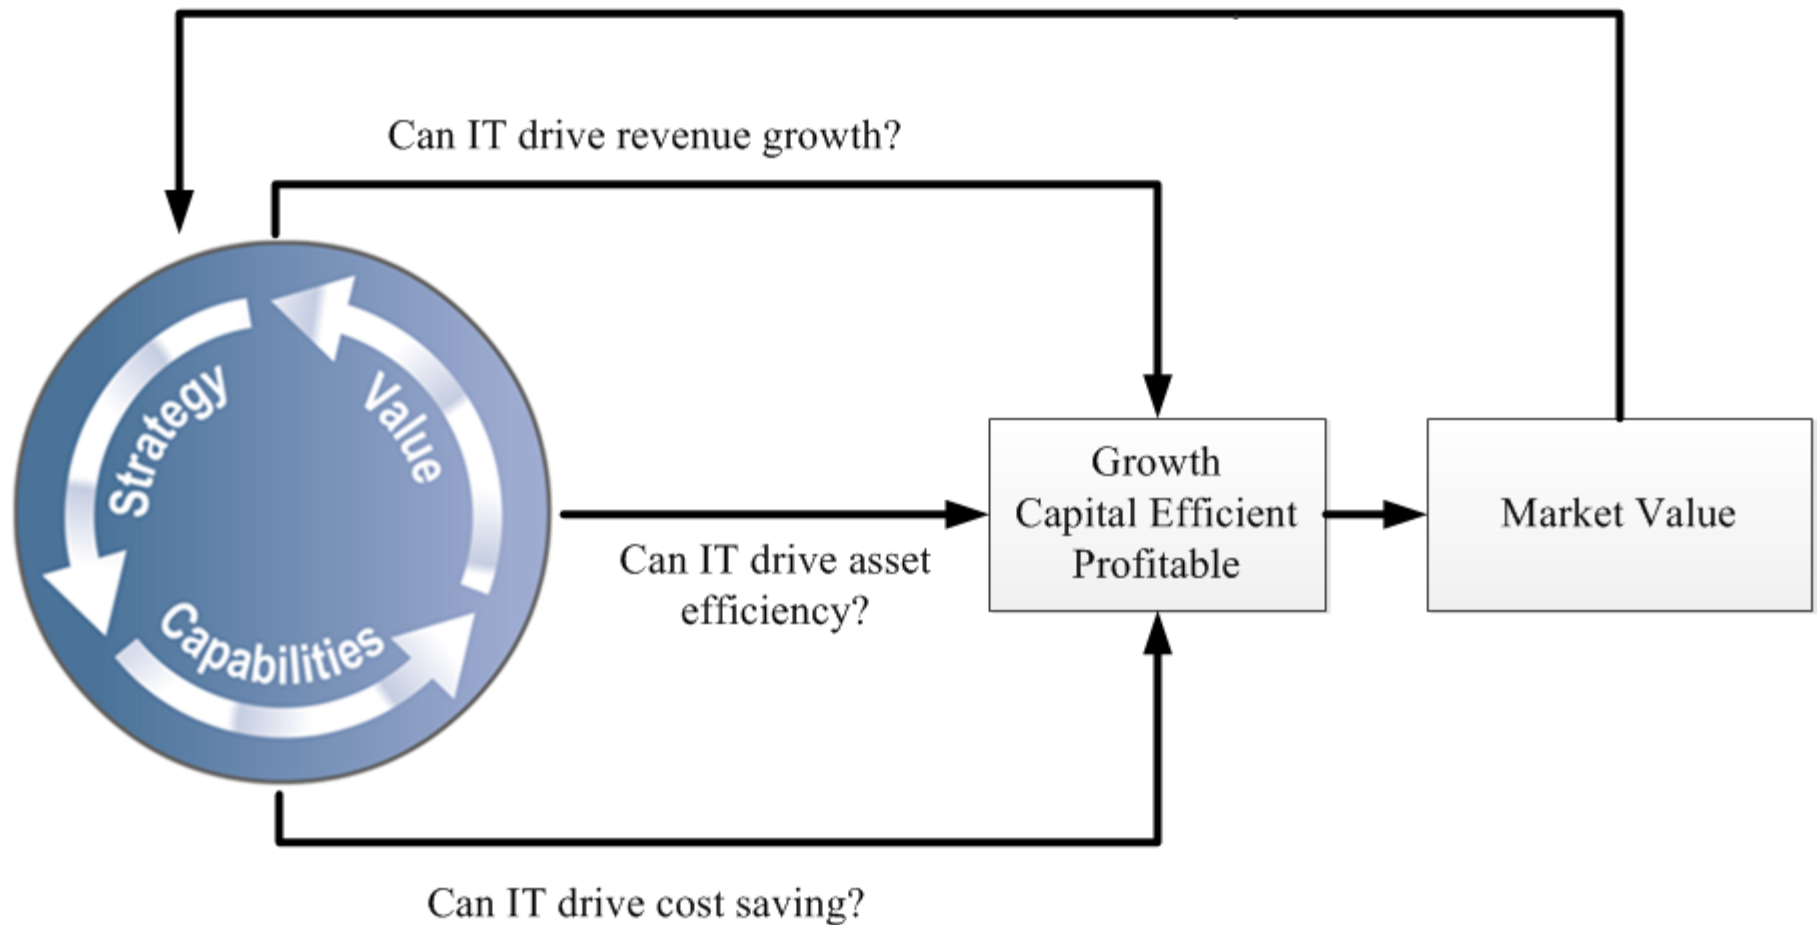 Can IT drive revenue growth?
Strategy
Value
Capabilities
Can IT drive asset
efficiency?
Growth
Capital Efficient
Profitable
Market Value
Can IT drive cost saving?